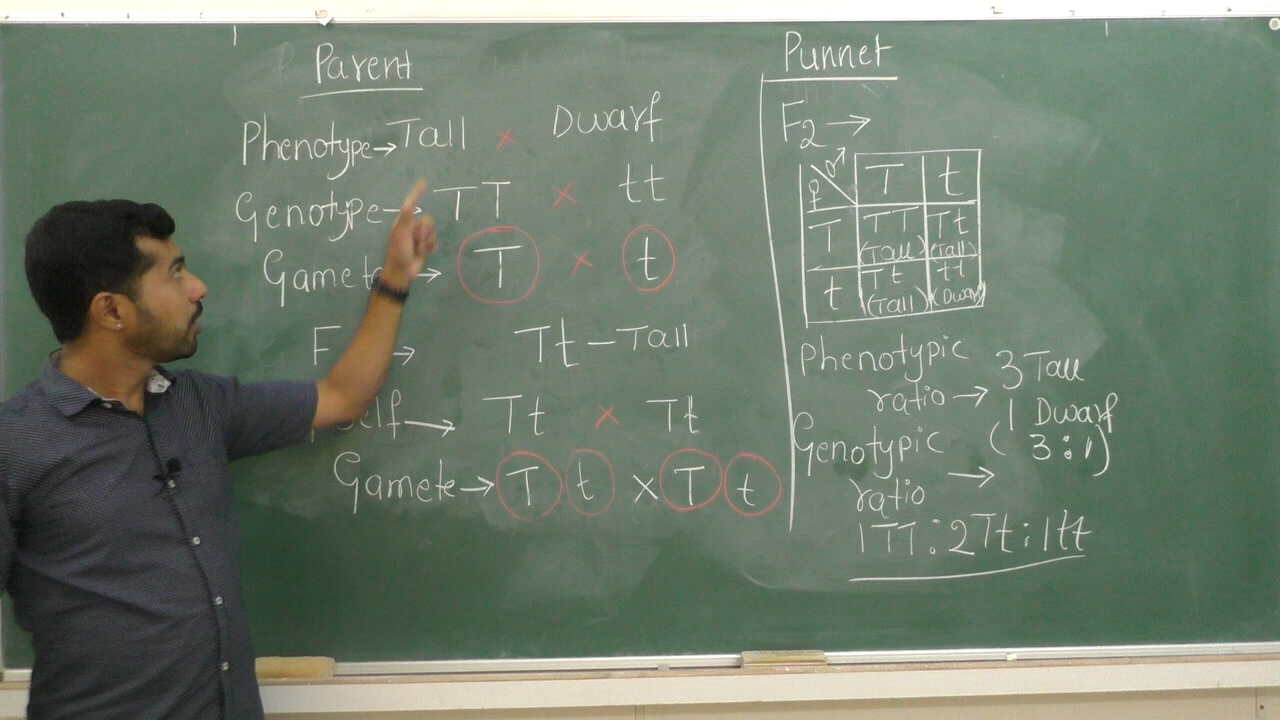 Parent
Phenotype→ Tall × Dwarf
Genotype→ TT × tt
Gamete → T × t
F → Tt – Tall
self→ Tt × Tt
Gamete→ T t × T t
Punnet
F2 →
♂ T t
♀
T TT Tt
(Tall) (Tall)
t Tt tt
(Tall) (Dwarf)
Phenotypic
ratio → 3 Tall
1 Dwarf
(3:1)
Genotypic →
ratio
1TT : 2Tt : 1tt